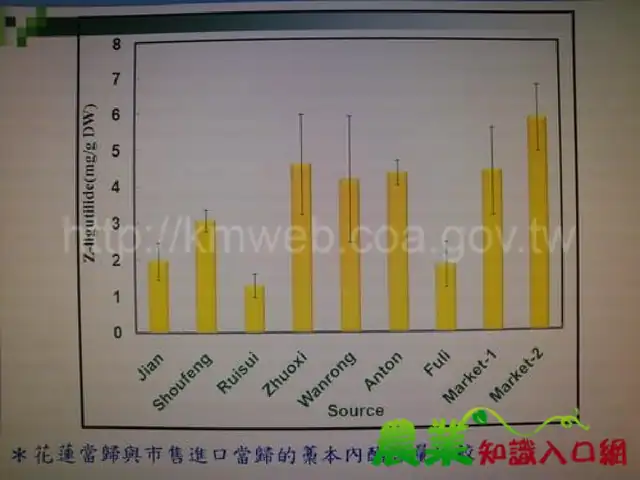 8
7
6
5
4
3
2
1
0
Z-ligutilide(mg/g DW)
http://kmweb.coa.gov.tw
Jian
Shoufeng
Ruisui
Zhuoxi
Wanrong
Anton
Fuli
Market-1
Market-2
Source
*花蓮當歸與市售進口當歸的藁本內酯
農業知識入口網